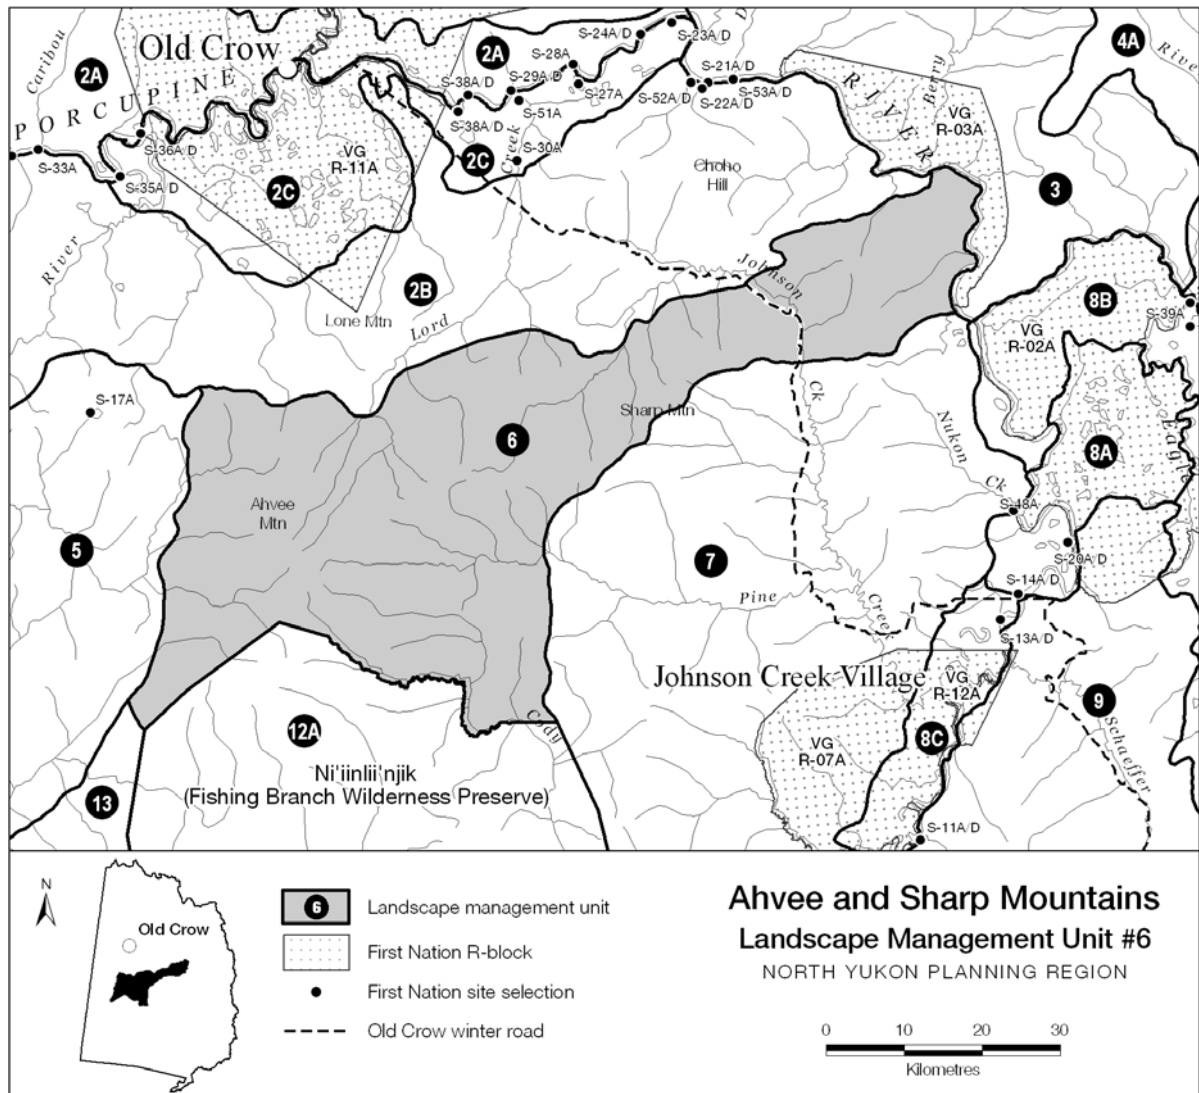 Caribou
2A
Old Crow
PORCUPINE
2A
S-24A/D
S-23A/D
D
4A
River
S-28A
S-38A/D
S-29A/D
S-27A
S-21A/D
S-52A/D
S-53A/D
S-22A/D
RIVER
Berry
VG
R-03A
S-38A/D
S-51A
S-36A/D
S-33A
S-35A/D
VG
R-11A
2C
2C
Creek
S-30A
Choho
Hill
3
River
2B
Lone Mtn
Lord
Johnson
8B
VG
R-02A
S-39A
S-17A
6
Sharp Mtn
Ck
Nukon
Ck
8A
Eagle
Ahvee
Mtn
5
7
S-48A
S-20A/D
S-14A/D
Pine
Creek
S-13A/D
Johnson Creek Village
VG
R-12A
9
Schaeffer
12A
Cody
VG
R-07A
8C
Ni'iinlii'njik
(Fishing Branch Wilderness Preserve)
13
S-11A/D
N
Old Crow
6
Landscape management unit
First Nation R-block
First Nation site selection
Old Crow winter road
Ahvee and Sharp Mountains
Landscape Management Unit #6
NORTH YUKON PLANNING REGION
0 10 20 30
Kilometres